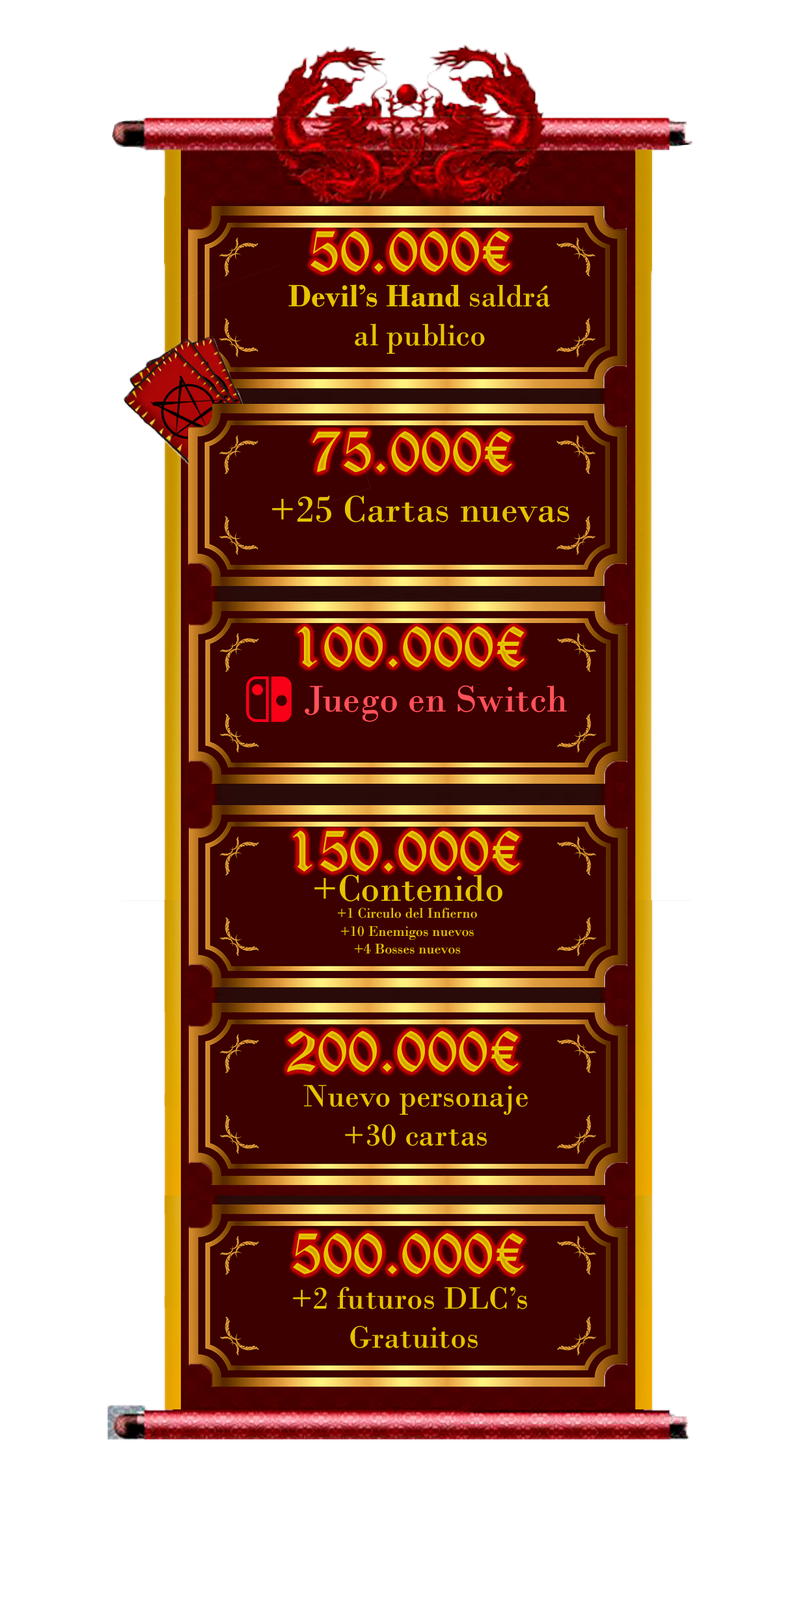 50.000€
Devil's Hand saldrá
al publico
75.000€
+25 Cartas nuevas
100.000€
Juego en Switch
150.000€
+Contenido
+1 Circulo del Infierno
+10 Enemigos nuevos
+4 Bosses nuevos
200.000€
Nuevo personaje
+30 cartas
500.000€
+2 futuros DLC's
Gratuitos